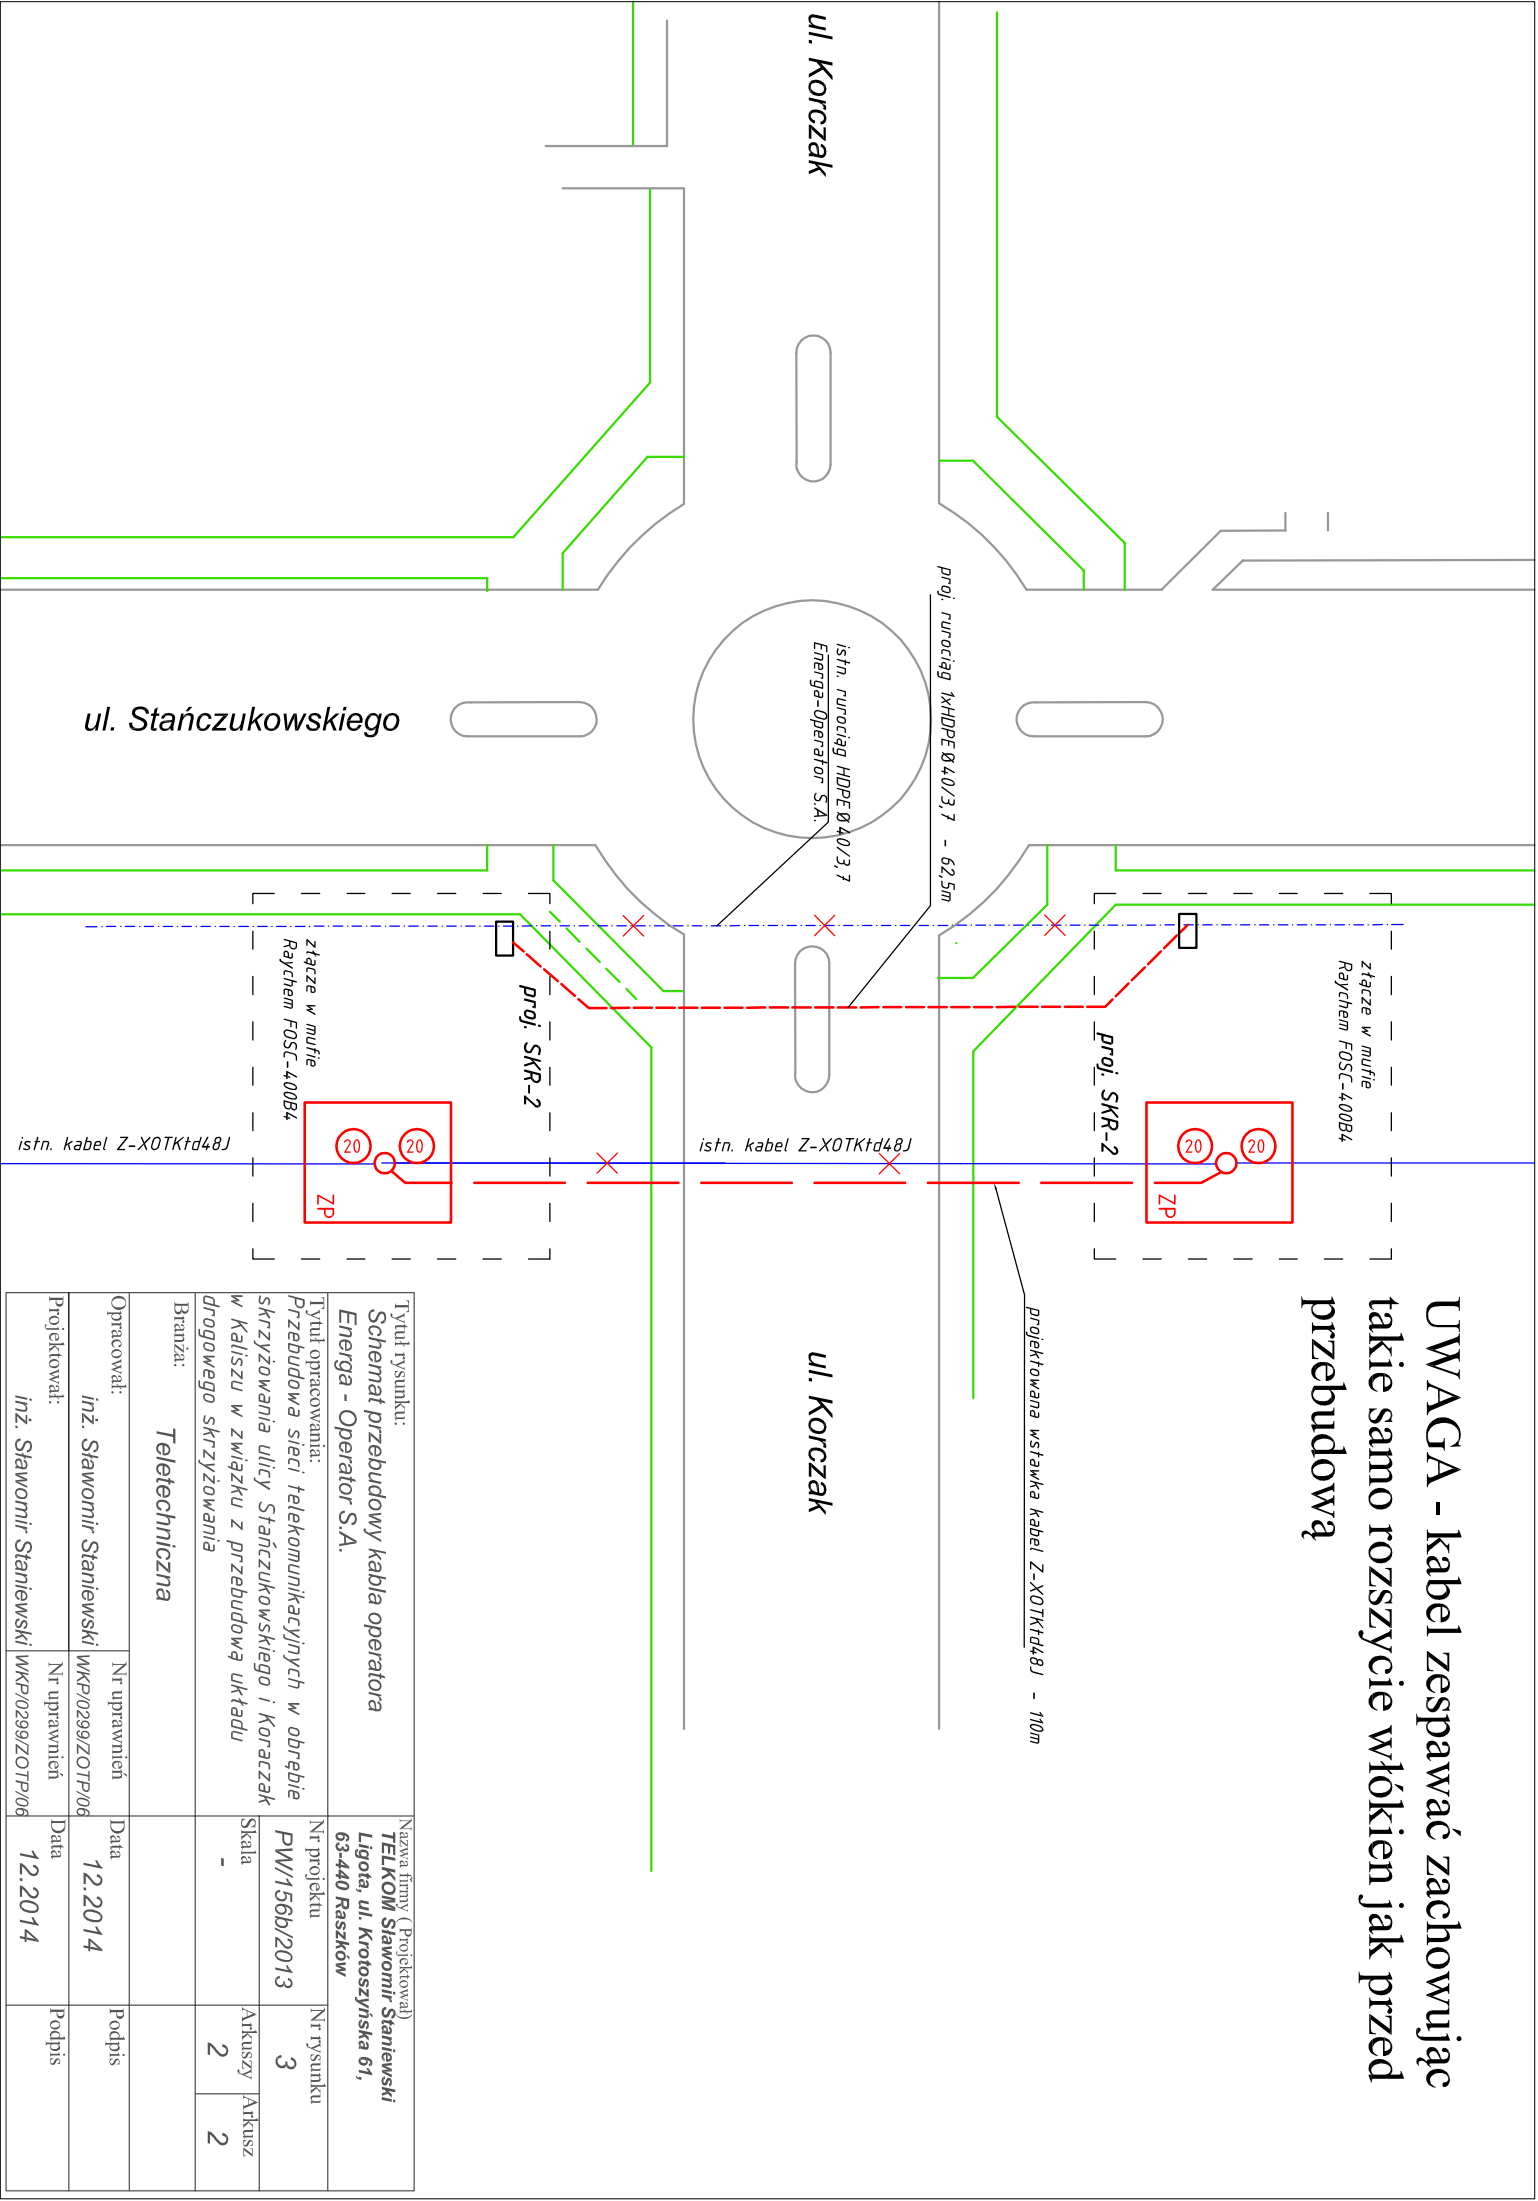 UWAGA - kabel zespawać zachowując
takie samo rozszycie włókien jak przed
przebudową
ul. Korczak
ul. Korczak
ul. Stańczukowskiego
proj. rurociąg 1xHDPEØ40/3,7 - 62,5m
istn. rurociąg HDPEØ40/3,7
Energa-Operator S.A.
złącze w mufie
Raychem FOSC-400B4
proj. SKR-2
20
20
ZP
istn. kabel Z-XOTKtd48J
projektowana wstawka kabel Z-XOTKtd48J - 110m
złącze w mufie
Raychem FOSC-400B4
proj. SKR-2
20
20
ZP
istn. kabel Z-XOTKtd48J
Tytuł rysunku:
Schemat przebudowy kabla operatora
Energa - Operator S.A.
Nazwa firmy ( Projektował)
TELKOM Sławomir Staniewski
Ligota, ul. Krotoszyńska 61,
63-440 Raszków
Tytuł opracowania:
Przebudowa sieci telekomunikacyjnych w obrębie
skrzyżowania ulicy Stańczukowskiego i Koraczak
w Kaliszu w związku z przebudową układu
drogowego skrzyżowania
Nr projektu
PW/156b/2013
Nr rysunku
3
Skala
-
Arkuszy
2
Arkusz
2
Branża:
Teletechniczna
Opracował:
inż. Sławomir Staniewski
Nr uprawnień
WKP/0299/ZOTP/06
Data
12.2014
Podpis
Projektował:
inż. Sławomir Staniewski
Nr uprawnień
WKP/0299/ZOTP/06
Data
12.2014
Podpis